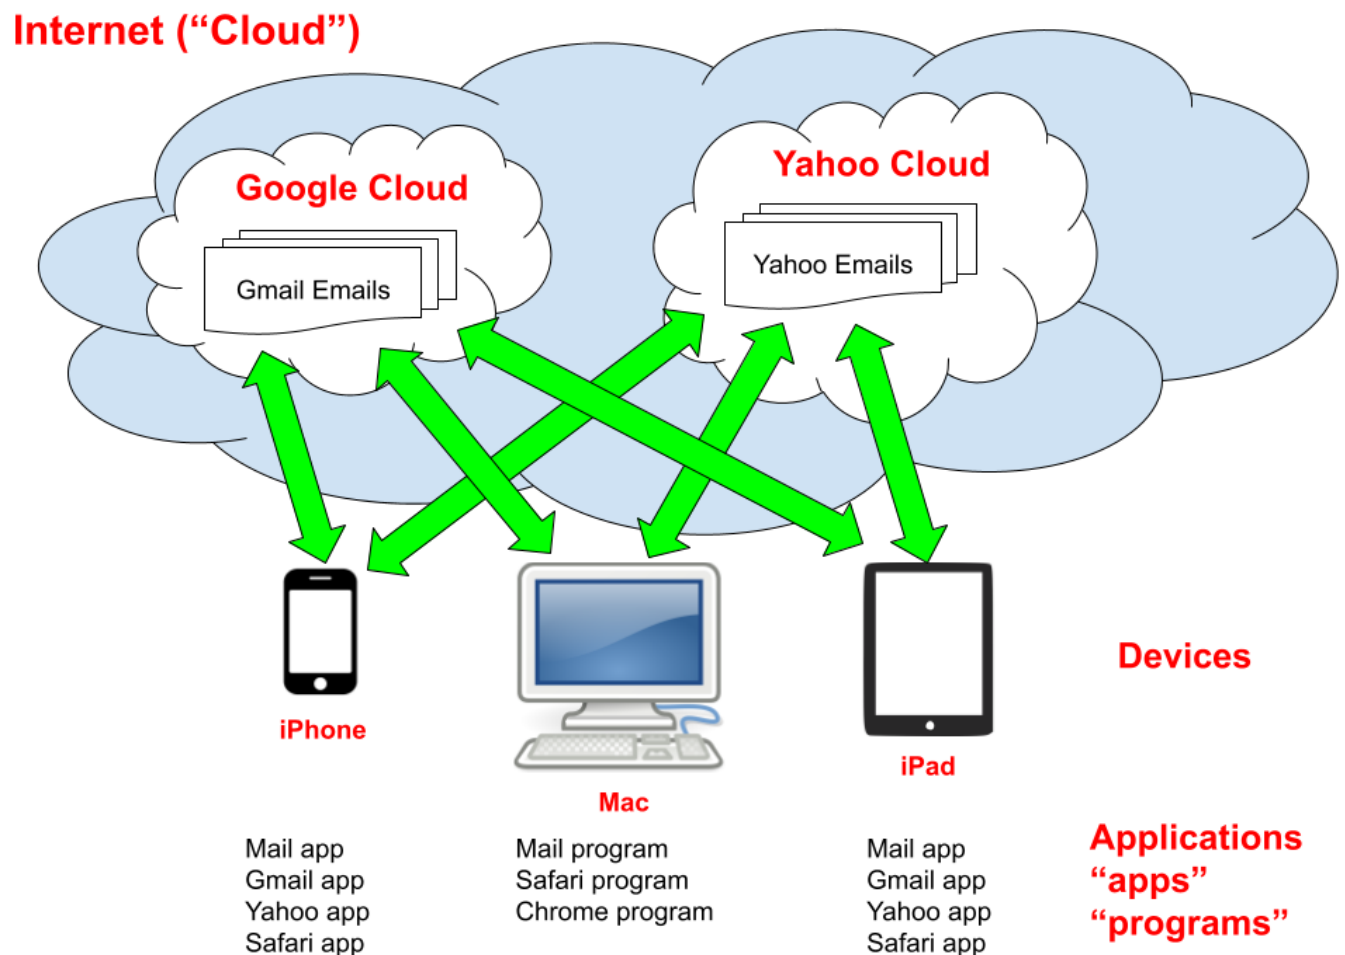 Internet (“Cloud”)
Google Cloud
Yahoo Cloud
Gmail Emails
Yahoo Emails
Devices
iPhone
Mac
iPad
Mail app
Gmail app
Yahoo app
Safari app
Mail program
Safari program
Chrome program
Mail app
Gmail app
Yahoo app
Safari app
Applications
“apps”
“programs”